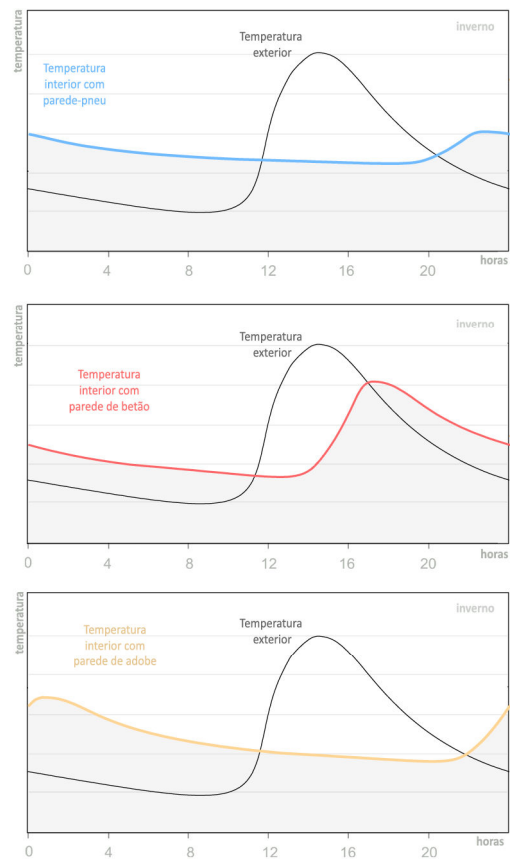 temperatura
inverno
Temperatura
exterior
Temperatura
interior com
parede-pneu
0 4 8 12 16 20
horas
temperatura
inverno
Temperatura
exterior
Temperatura
interior com
parede de betão
0 4 8 12 16 20
horas
temperatura
inverno
Temperatura
exterior
Temperatura
interior com
parede de adobe
0 4 8 12 16 20
horas